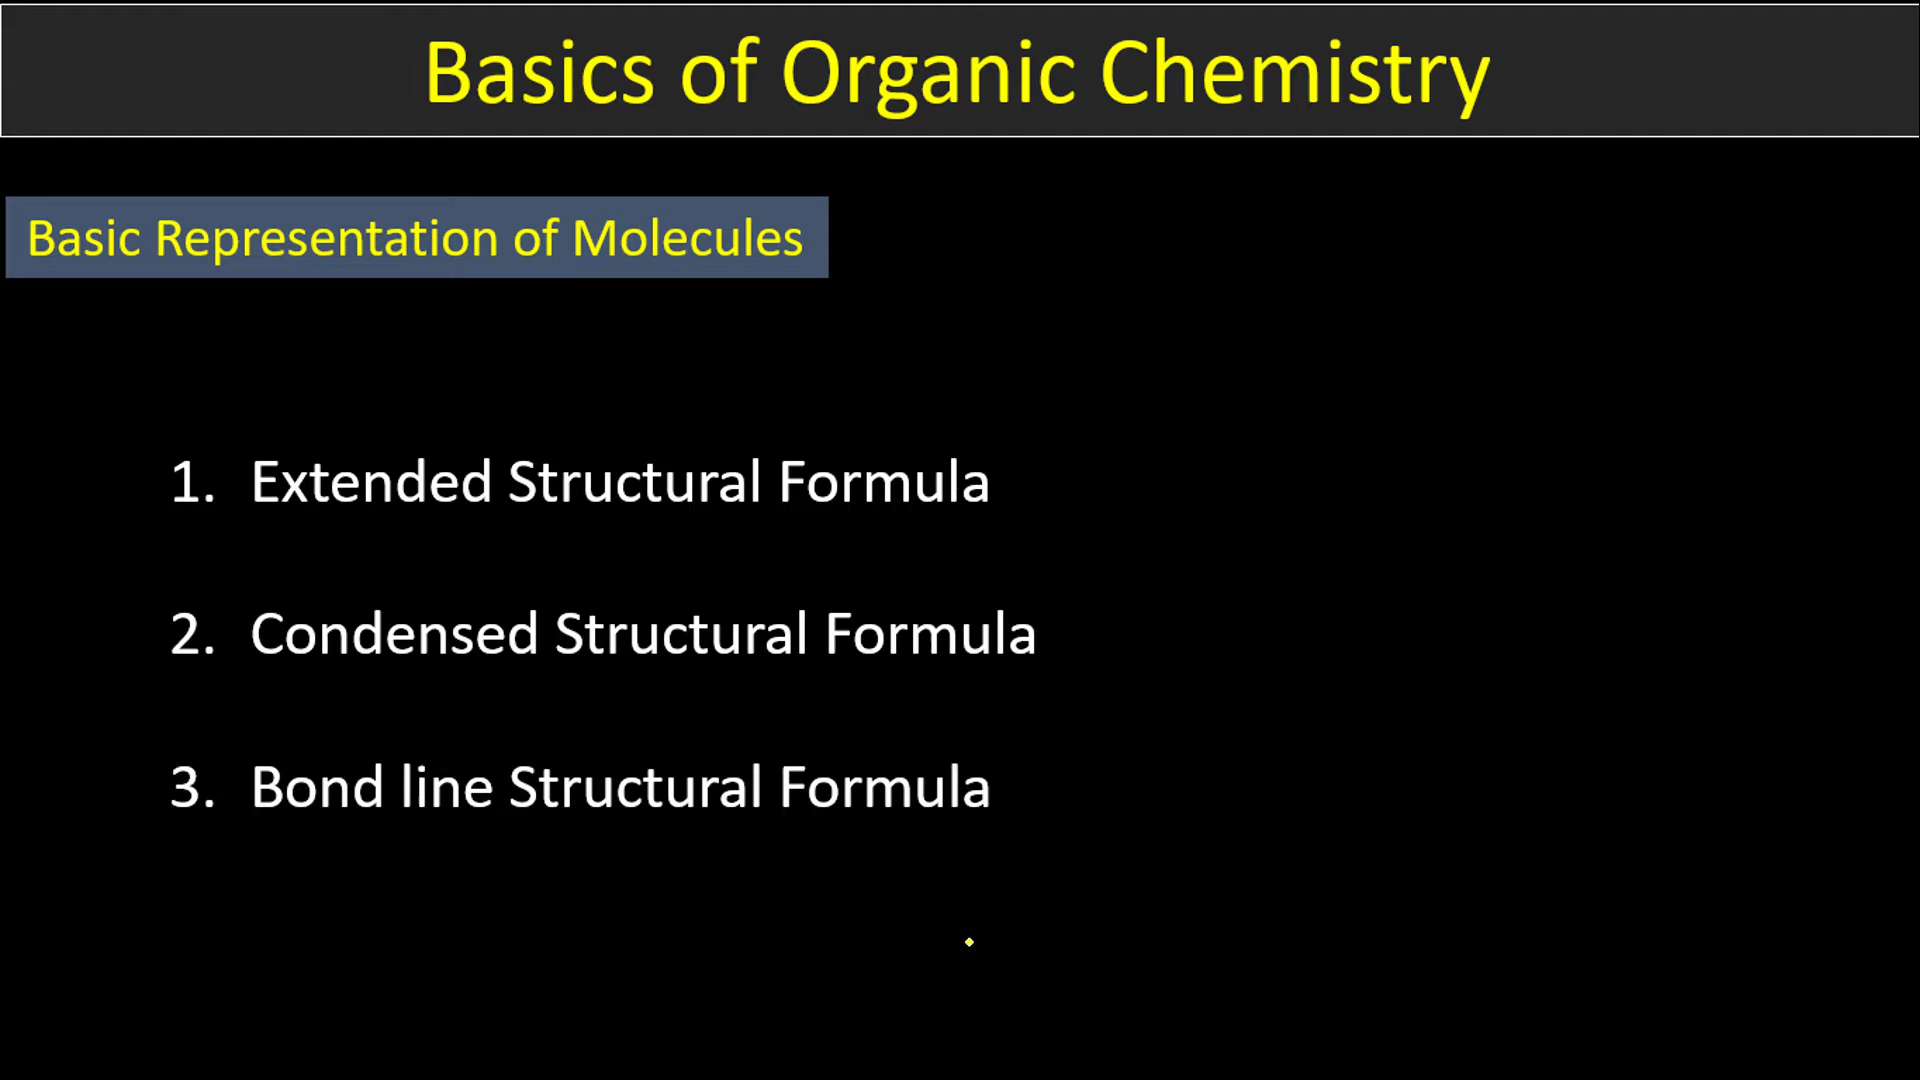 Basics of Organic Chemistry
Basic Representation of Molecules
1. Extended Structural Formula
2. Condensed Structural Formula
3. Bond line Structural Formula